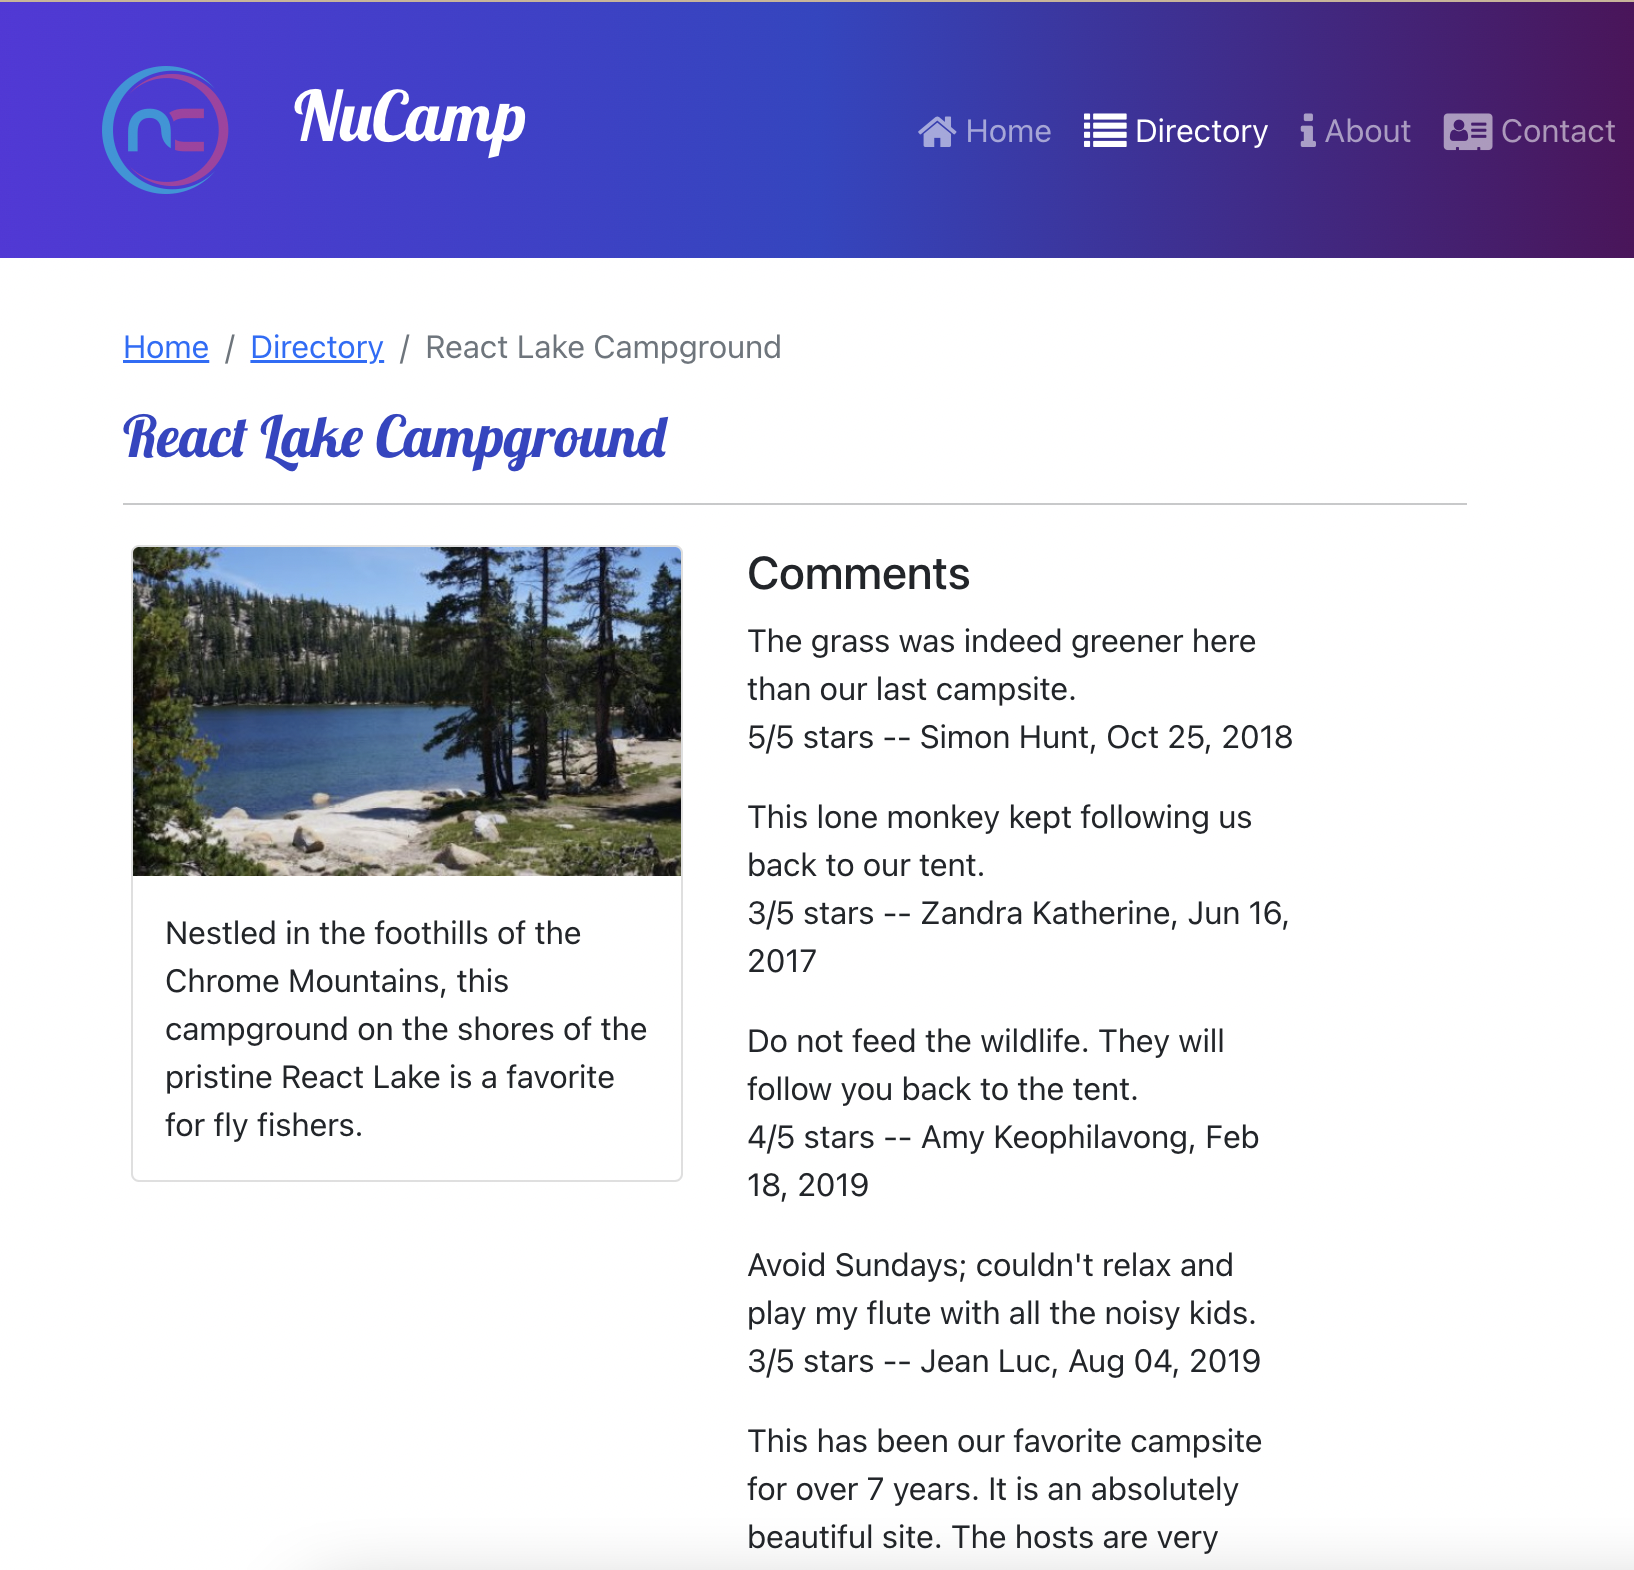 NC
NuCamp
Home Directory About Contact
Home / Directory / React Lake Campground
React Lake Campground
Comments
The grass was indeed greener here
than our last campsite.
5/5 stars -- Simon Hunt, Oct 25, 2018
This lone monkey kept following us
back to our tent.
3/5 stars -- Zandra Katherine, Jun 16,
2017
Do not feed the wildlife. They will
follow you back to the tent.
4/5 stars -- Amy Keophilavong, Feb
18, 2019
Avoid Sundays; couldn't relax and
play my flute with all the noisy kids.
3/5 stars -- Jean Luc, Aug 04, 2019
This has been our favorite campsite
for over 7 years. It is an absolutely
beautiful site. The hosts are very
Nestled in the foothills of the
Chrome Mountains, this
campground on the shores of the
pristine React Lake is a favorite
for fly fishers.